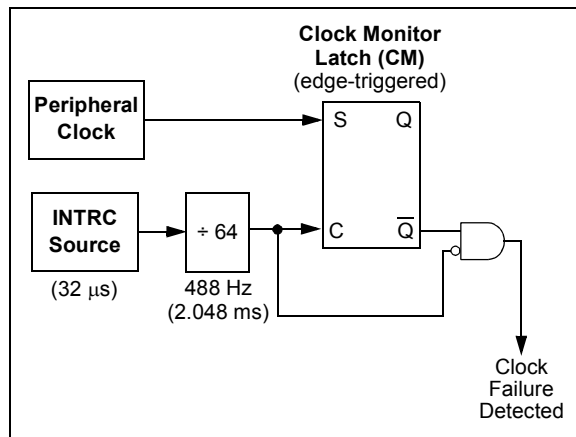 Clock Monitor
Latch (CM)
(edge-triggered)
Peripheral
Clock
S
Q
INTRC
Source
÷ 64
C
Q̅
(32 μs)
488 Hz
(2.048 ms)
Clock
Failure
Detected